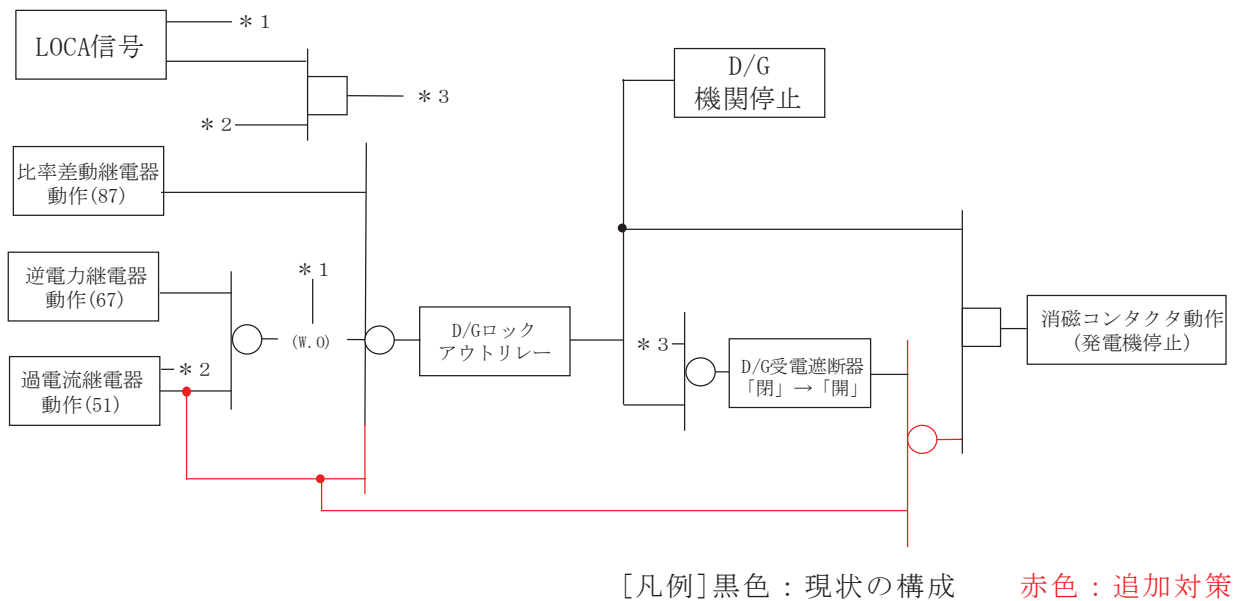 LOCA信号
＊1
＊2
＊3
比率差動継電器
動作(87)
逆電力継電器
動作(67)
過電流継電器
動作(51)
＊2
＊1
(W.O)
D/Gロック
アウトリレー
D/G
機関停止
＊3
D/G受電遮断器
「閉」→「開」
消磁コンタクタ動作
(発電機停止)
[凡例]黒色：現状の構成　赤色：追加対策